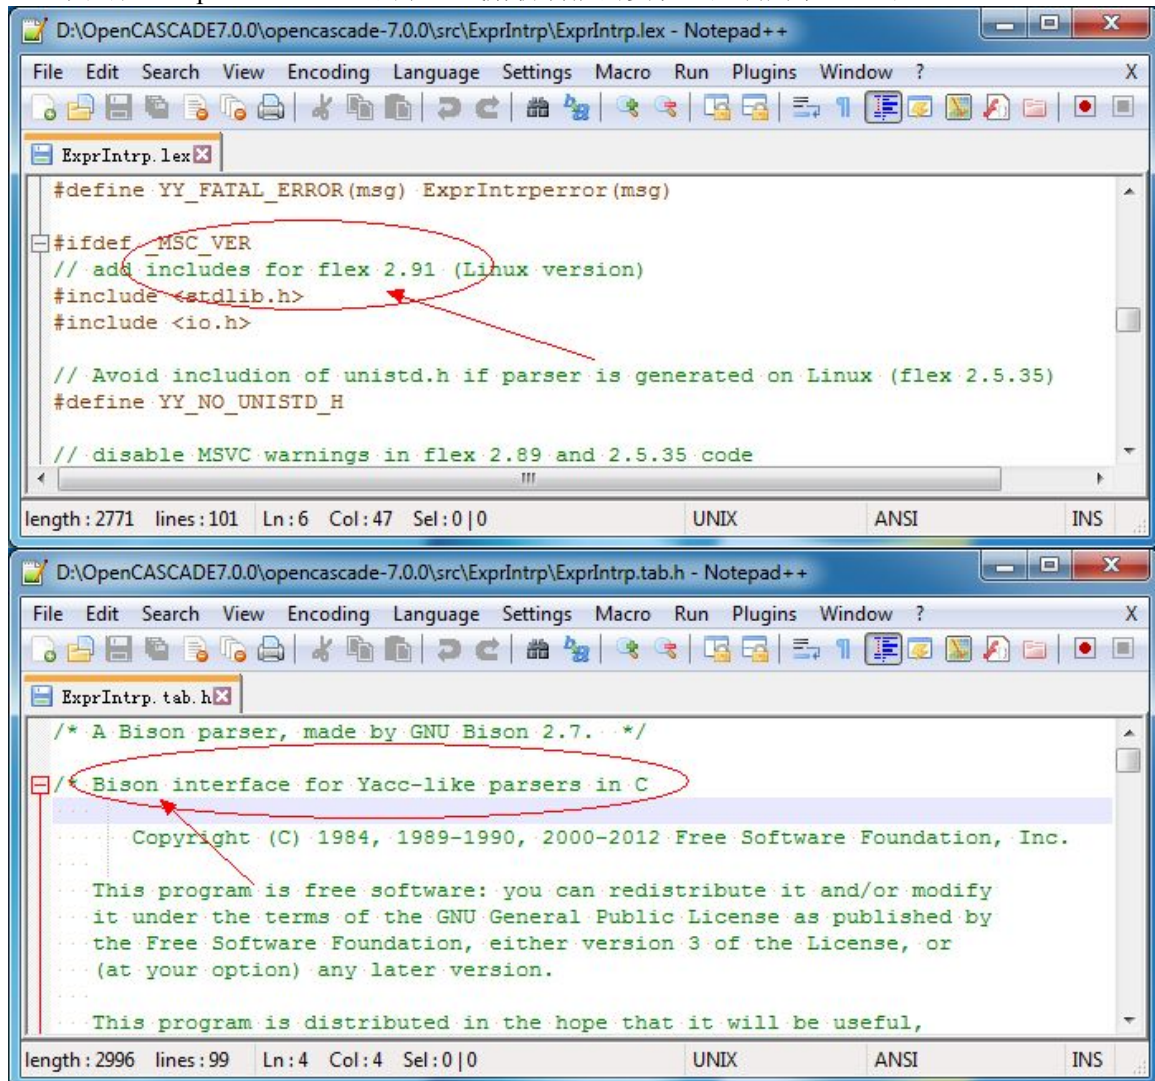 D:\OpenCASCADE7.0.0\opencascade-7.0.0\src\ExprIntrp\ExprIntrp.lex - Notepad++
File Edit Search View Encoding Language Settings Macro Run Plugins Window ? X
ExprIntrp.lex
#define YY_FATAL_ERROR(msg) ExprIntrperror(msg)
#ifdef _MSC_VER
// add includes for flex 2.91 (Linux version)
#include <stdlib.h>
#include <io.h>
// Avoid includion of unistd.h if parser is generated on Linux (flex 2.5.35)
#define YY_NO_UNISTD_H
// disable MSVC warnings in flex 2.89 and 2.5.35 code
length : 2771 lines : 101 Ln : 6 Col : 47 Sel : 0 | 0 UNIX ANSI INS
D:\OpenCASCADE7.0.0\opencascade-7.0.0\src\ExprIntrp\ExprIntrp.tab.h - Notepad++
File Edit Search View Encoding Language Settings Macro Run Plugins Window ? X
ExprIntrp.tab.h
/* A Bison parser, made by GNU Bison 2.7. */
/* Bison interface for Yacc-like parsers in C
Copyright (C) 1984, 1989-1990, 2000-2012 Free Software Foundation, Inc.
This program is free software: you can redistribute it and/or modify
it under the terms of the GNU General Public License as published by
the Free Software Foundation, either version 3 of the License, or
(at your option) any later version.
This program is distributed in the hope that it will be useful,
length : 2996 lines : 99 Ln : 4 Col : 4 Sel : 0 | 0 UNIX ANSI INS